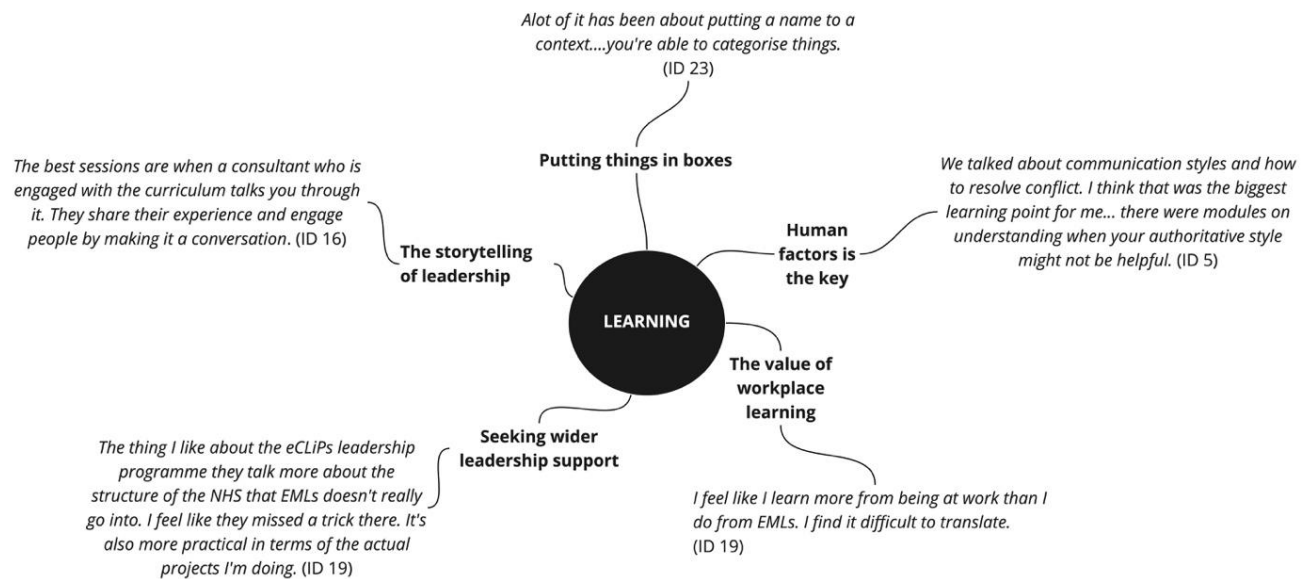 Alot of it has been about putting a name to a
context....you're able to categorise things.
(ID 23)
Putting things in boxes
The best sessions are when a consultant who is
engaged with the curriculum talks you through
it. They share their experience and engage
people by making it a conversation. (ID 16)
The storytelling
of leadership
We talked about communication styles and how
to resolve conflict. I think that was the biggest
learning point for me... there were modules on
understanding when your authoritative style
might not be helpful. (ID 5)
Human
factors is
the key
LEARNING
The value of
workplace
learning
I feel like I learn more from being at work than I
do from EMLs. I find it difficult to translate.
(ID 19)
Seeking wider
leadership support
The thing I like about the eCLiPs leadership
programme they talk more about the
structure of the NHS that EMLs doesn't really
go into. I feel like they missed a trick there. It's
also more practical in terms of the actual
projects I'm doing. (ID 19)